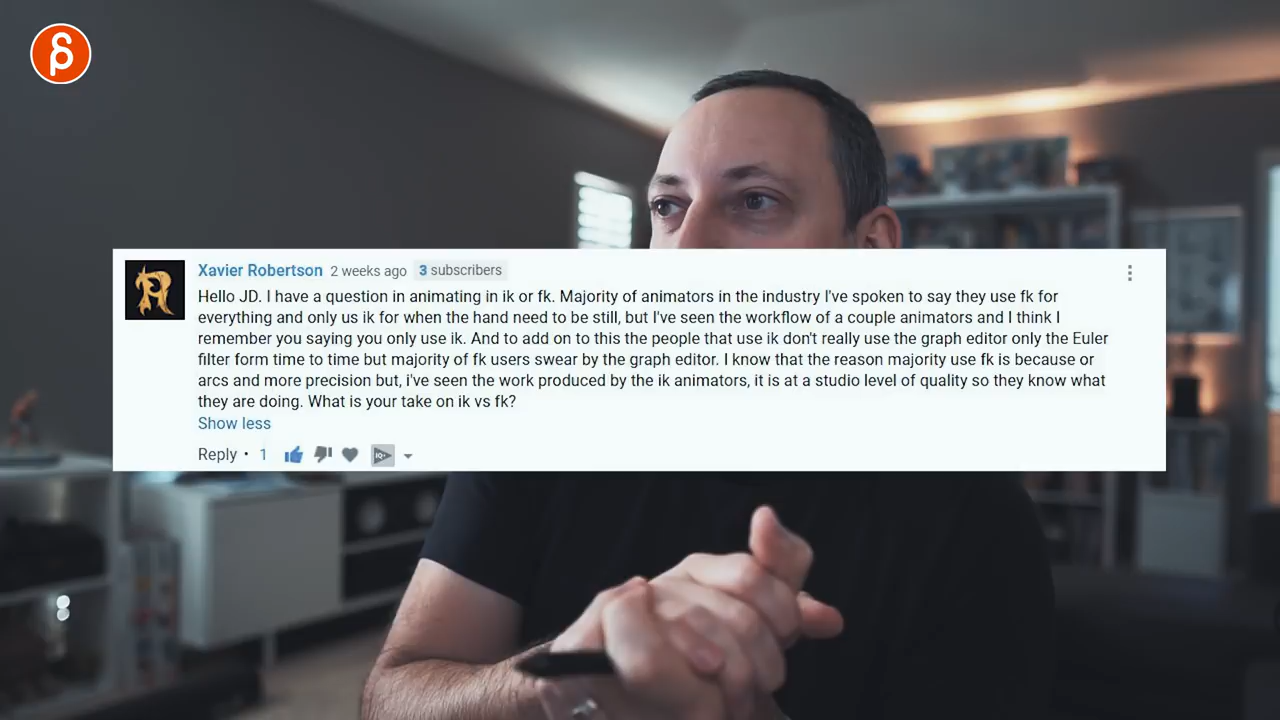 Xavier Robertson 2 weeks ago 3 subscribers
Hello JD. I have a question in animating in ik or fk. Majority of animators in the industry I've spoken to say they use fk for
everything and only us ik for when the hand need to be still, but I've seen the workflow of a couple animators and I think I
remember you saying you only use ik. And to add on to this the people that use ik don't really use the graph editor only the Euler
filter form time to time but majority of fk users swear by the graph editor. I know that the reason majority use fk is because or
arcs and more precision but, i've seen the work produced by the ik animators, it is at a studio level of quality so they know what
they are doing. What is your take on ik vs fk?
Show less
Reply • 1